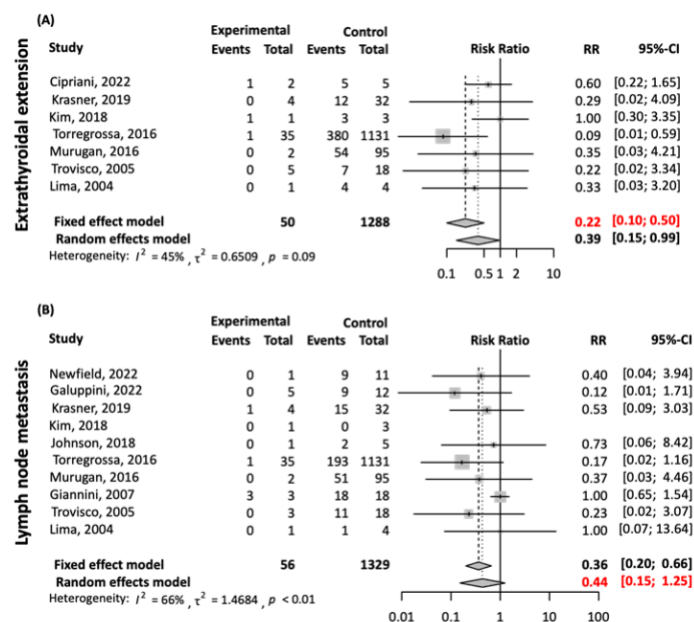 (A)
Extrathyroidal extension
Experimental Control
Study Events Total Events Total Risk Ratio RR 95%-CI
Cipriani, 2022 1 2 5 5 0.60 [0.22; 1.65]
Krasner, 2019 0 4 12 32 0.29 [0.02; 4.09]
Kim, 2018 1 1 3 3 1.00 [0.30; 3.35]
Torregrossa, 2016 1 35 380 1131 0.09 [0.01; 0.59]
Murugan, 2016 0 2 54 95 0.35 [0.03; 4.21]
Trovisco, 2005 0 5 7 18 0.22 [0.02; 3.34]
Lima, 2004 0 1 4 4 0.33 [0.03; 3.20]
Fixed effect model 50 1288 0.22 [0.10; 0.50]
Random effects model 0.39 [0.15; 0.99]
Heterogeneity: I² = 45%, τ² = 0.6509, p = 0.09
0.1 0.5 1 2 10
(B)
Lymph node metastasis
Experimental Control
Study Events Total Events Total Risk Ratio RR 95%-CI
Newfield, 2022 0 1 9 11 0.40 [0.04; 3.94]
Galuppini, 2022 0 5 9 12 0.12 [0.01; 1.71]
Krasner, 2019 1 4 15 32 0.53 [0.09; 3.03]
Kim, 2018 0 1 0 3
Johnson, 2018 0 1 2 5 0.73 [0.06; 8.42]
Torregrossa, 2016 1 35 193 1131 0.17 [0.02; 1.16]
Murugan, 2016 0 2 51 95 0.37 [0.03; 4.46]
Giannini, 2007 3 3 18 18 1.00 [0.65; 1.54]
Trovisco, 2005 0 3 11 18 0.23 [0.02; 3.07]
Lima, 2004 0 1 1 4 1.00 [0.07; 13.64]
Fixed effect model 56 1329 0.36 [0.20; 0.66]
Random effects model 0.44 [0.15; 1.25]
Heterogeneity: I² = 66%, τ² = 1.4684, p < 0.01
0.01 0.1 1 10 100